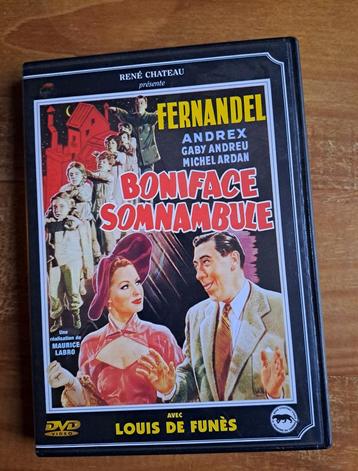 RENÉ CHATEAU
présente
FERNANDEL
ANDREX
GABY ANDREU
MICHEL ARDAN
BONIFACE
SOMNAMBULE
Une
réalisation de
MAURICE
LABRO
AVEC
LOUIS DE FUNÈS
DVD
VIDEO